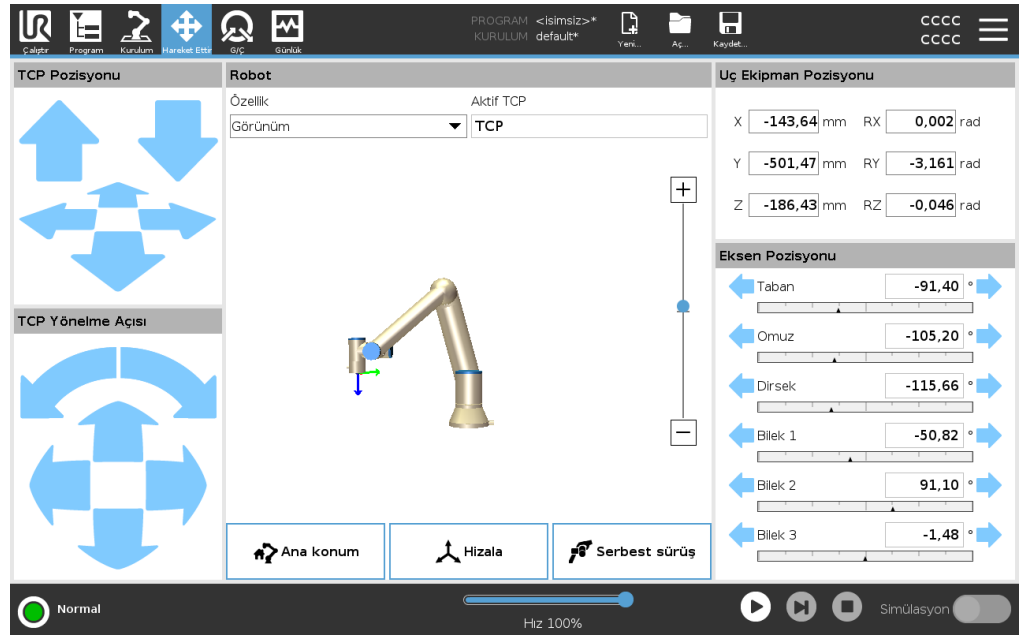 UR
Çalıştır
Program
Kurulum
Hareket Ettir
G/Ç
Günlük
PROGRAM <isimsiz>*
KURULUM default*
Yeni...
Aç...
Kaydet...
CCCC
CCCC
TCP Pozisyonu
TCP Yönelme Açısı
Robot
Özellik
Aktif TCP
Görünüm
TCP
+
−
Ana konum
Hizala
Serbest sürüş
Uç Ekipman Pozisyonu
X -143,64 mm RX 0,002 rad
Y -501,47 mm RY -3,161 rad
Z -186,43 mm RZ -0,046 rad
Eksen Pozisyonu
Taban -91,40 °
Omuz -105,20 °
Dirsek -115,66 °
Bilek 1 -50,82 °
Bilek 2 91,10 °
Bilek 3 -1,48 °
Normal
Hız 100%
Simülasyon